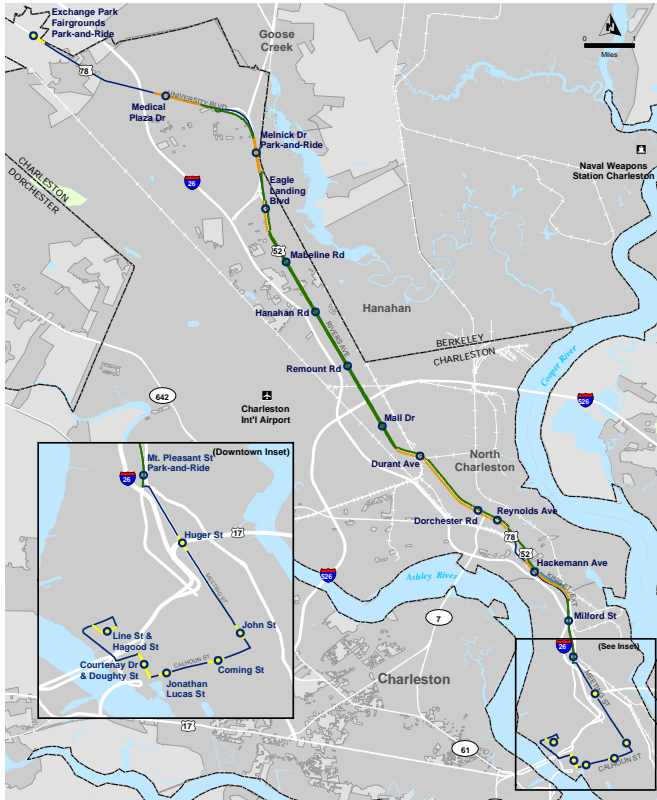 Exchange Park
Fairgrounds
Park-and-Ride
Goose
Creek
N
0 1
Miles
78
UNIVERSITY BLVD
Medical
Plaza Dr
Melnick Dr
Park-and-Ride
Naval Weapons
Station Charleston
CHARLESTON
DORCHESTER
26
Eagle
Landing
Blvd
52
Mabeline Rd
Hanahan Rd
Hanahan
RIVERS AVE
BERKELEY
CHARLESTON
Cooper River
Remount Rd
642
Charleston
Int'l Airport
526
Mall Dr
North
Charleston
Durant Ave
Reynolds Ave
Dorchester Rd
78
52
Hackemann Ave
KING ST EXT
526
Ashley River
7
Milford St
(See Inset)
26
MEETING ST
CALHOUN ST
Charleston
61
17
(Downtown Inset)
Mt. Pleasant St
Park-and-Ride
26
Huger St
17
MEETING ST
John St
Line St &
Hagood St
CALHOUN ST
Coming St
Courtenay Dr
& Doughty St
Jonathan
Lucas St